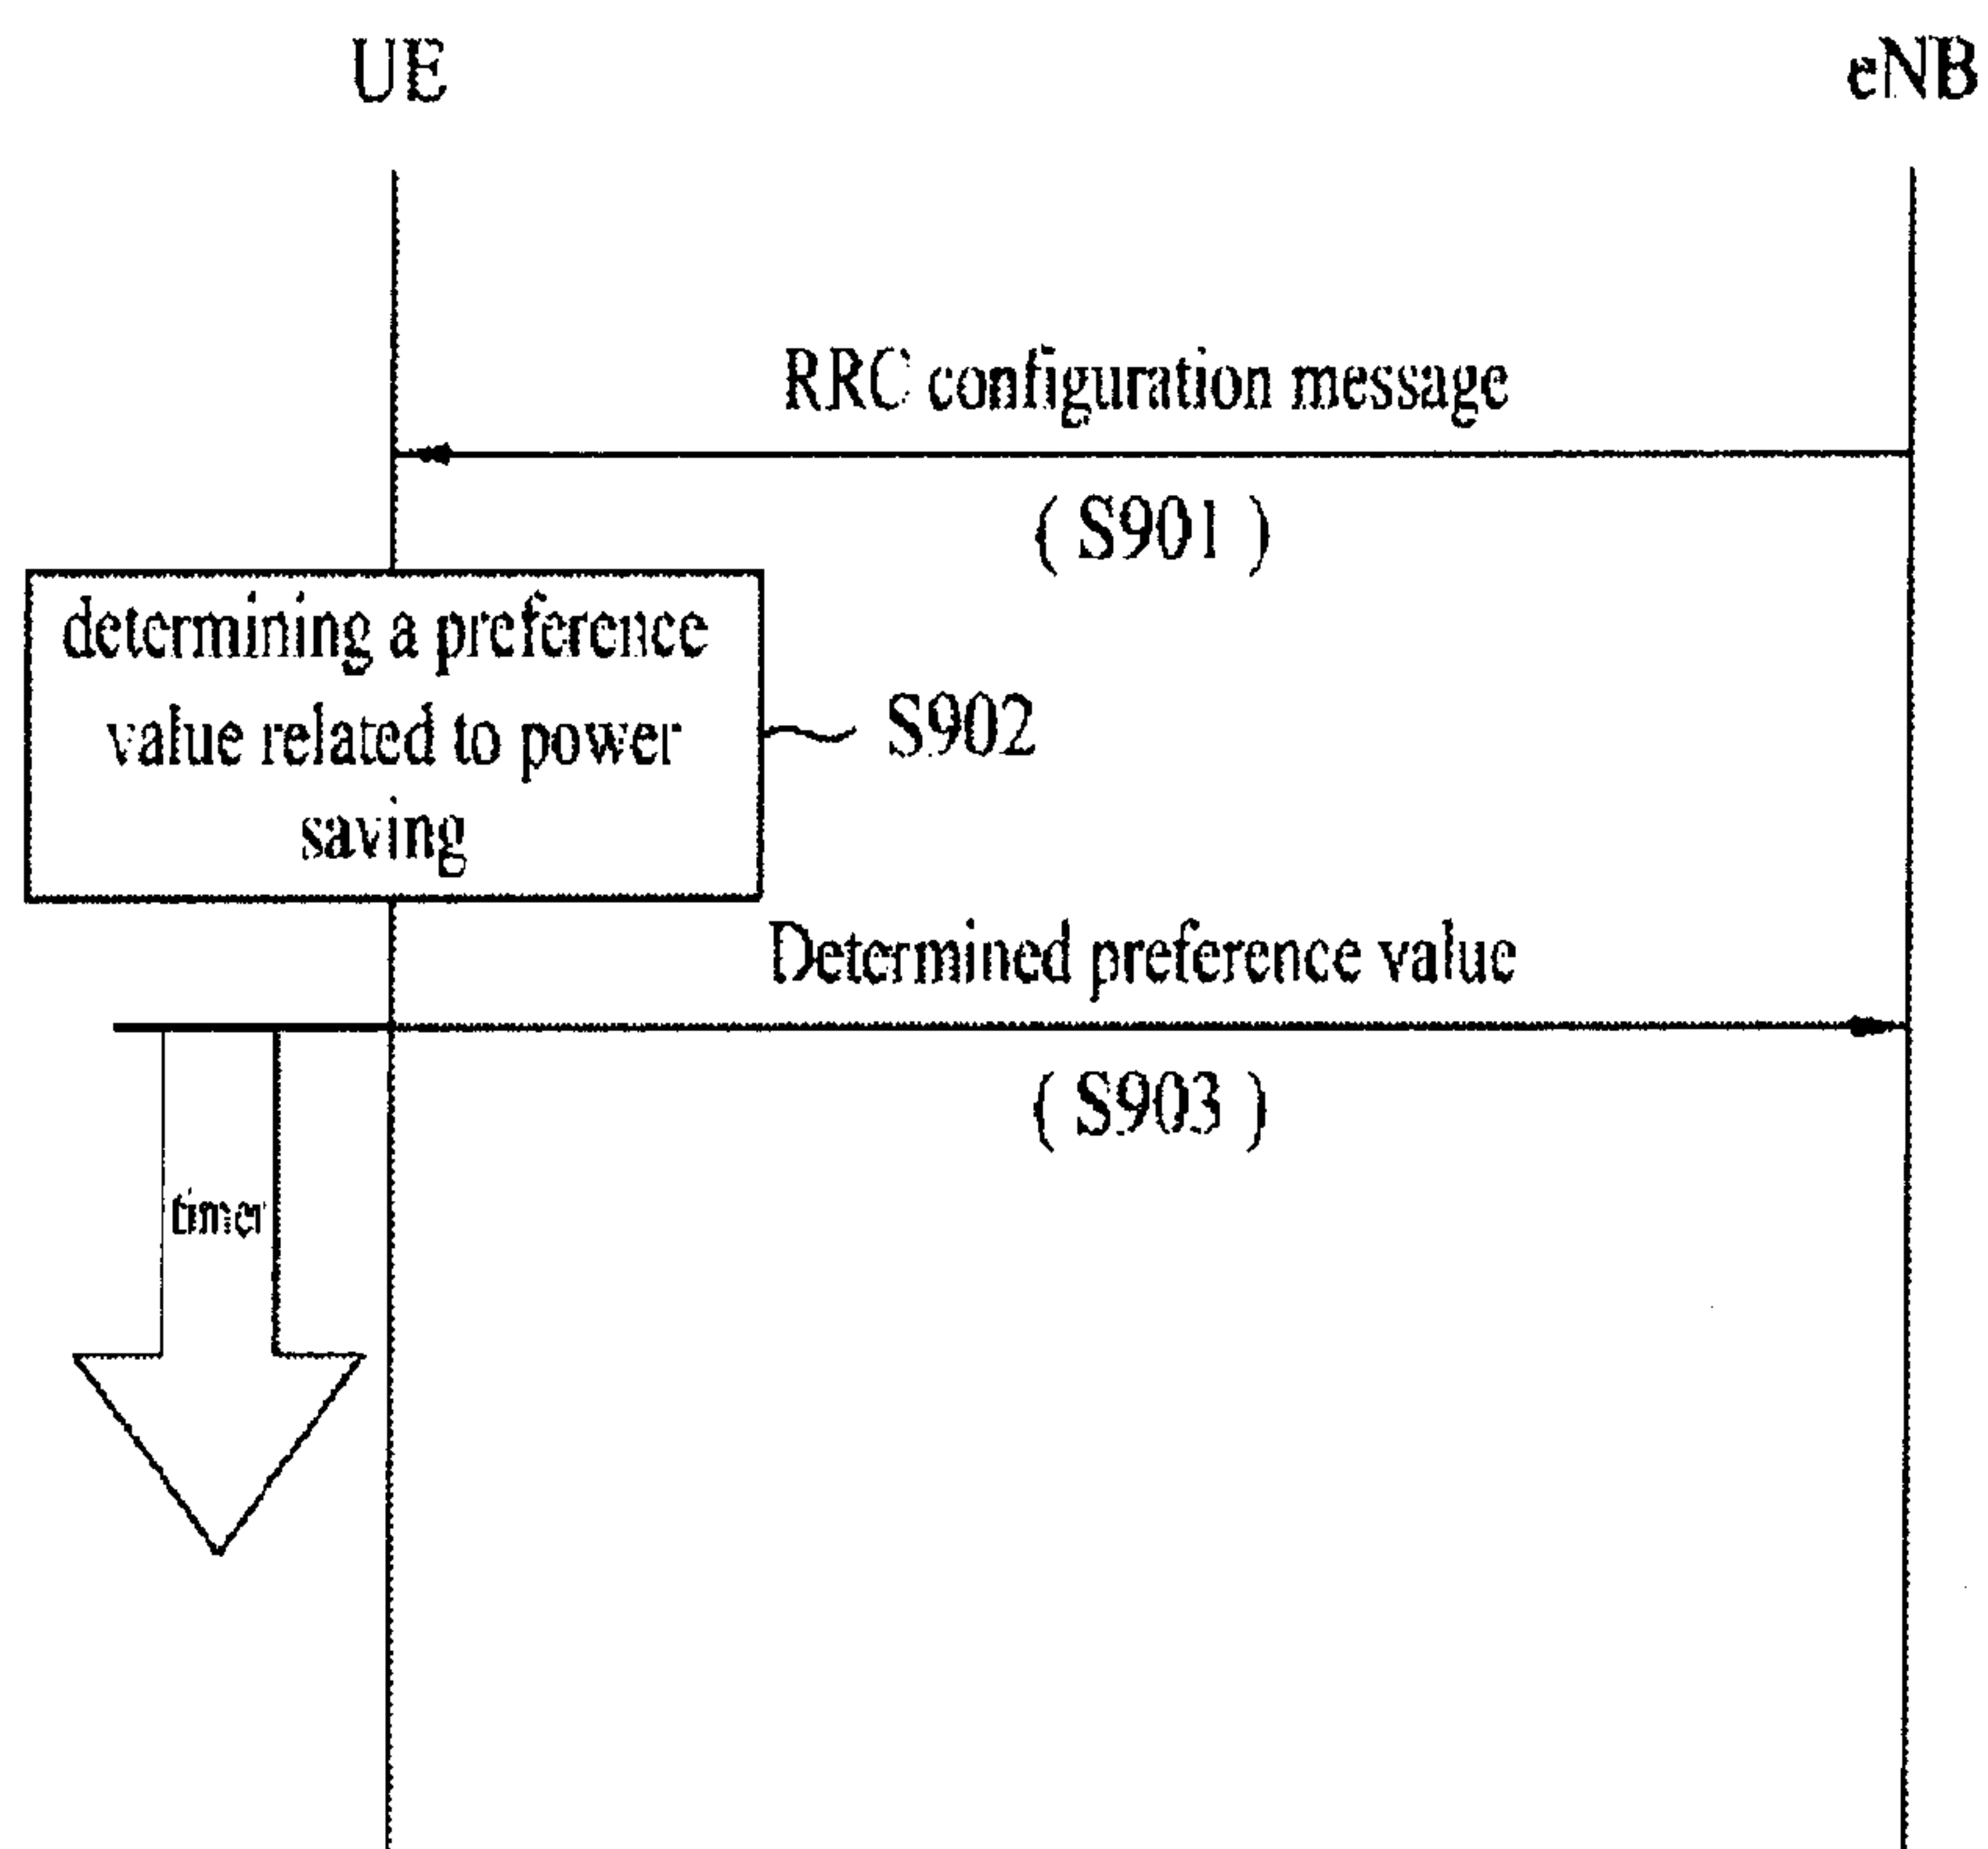 UE
eNB
RRC configuration message
( S901 )
determining a preference
value related to power
saving
S902
Determined preference value
( S903 )
timer